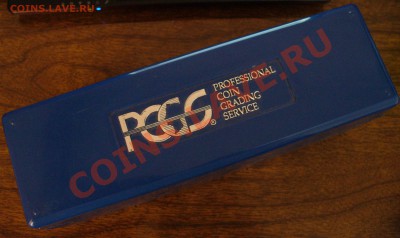 COINS.LAVE.RU
PCGS®
PROFESSIONAL
COIN
GRADING
SERVICE
COINS.LAVE.RU